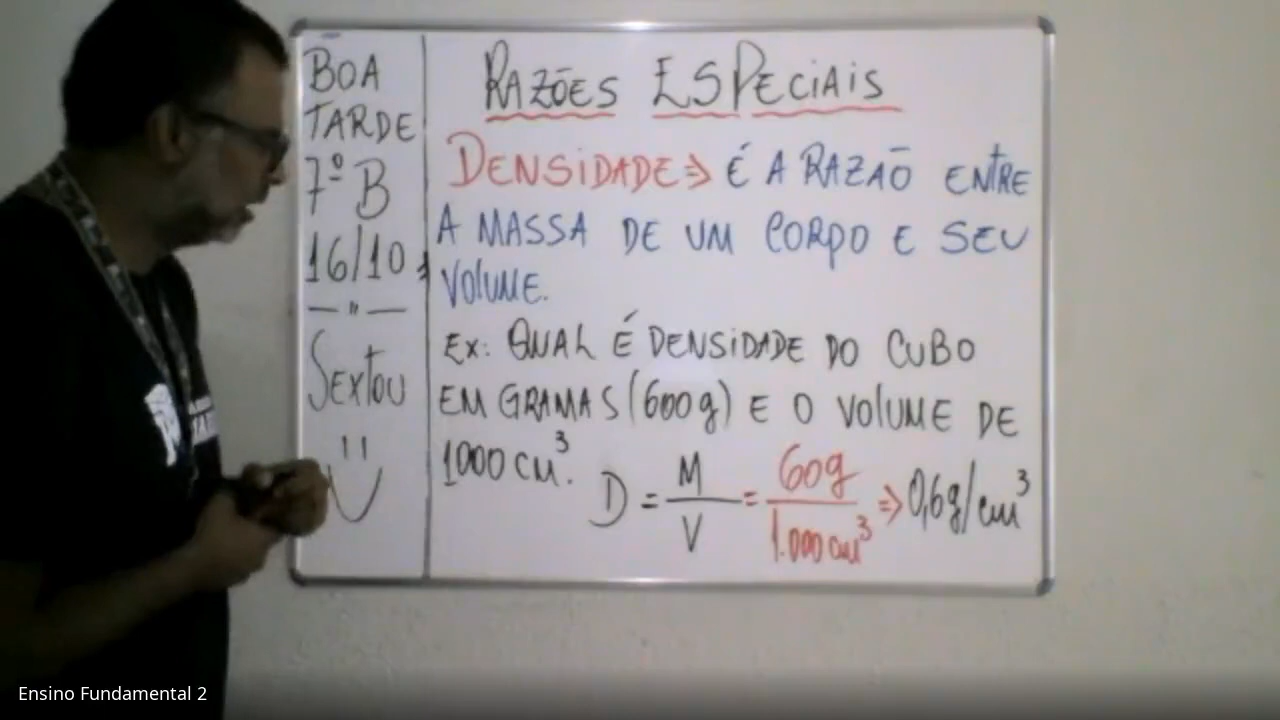 BOA
TARDE
7º B
16/10
— " —
SEXTOU
RAZÕES ESPECIAIS
DENSIDADE ⇒ É A RAZÃO ENTRE
A MASSA DE UM CORPO E SEU
VOLUME.
EX: QUAL É DENSIDADE DO CUBO
EM GRAMAS (600g) E O VOLUME DE
1000 cm³.
D = M/V = 60g/1.000 cm³ ⇒ 0,6g/cm³
Ensino Fundamental 2